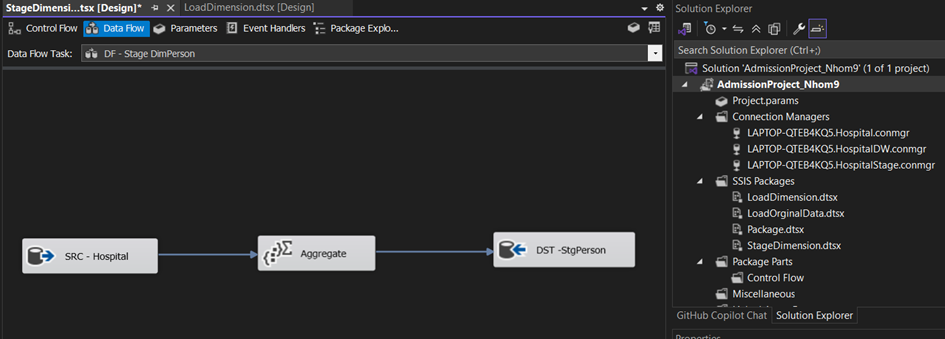 StageDimensi...tsx [Design]* LoadDimension.dtsx [Design]
Control Flow Data Flow Parameters Event Handlers Package Explo...
Data Flow Task: DF - Stage DimPerson
SRC - Hospital
Aggregate
DST -StgPerson
Solution Explorer
Search Solution Explorer (Ctrl+;)
Solution 'AdmissionProject_Nhom9' (1 of 1 project)
AdmissionProject_Nhom9
Project.params
Connection Managers
LAPTOP-QTEB4KQ5.Hospital.conmgr
LAPTOP-QTEB4KQ5.HospitalDW.conmgr
LAPTOP-QTEB4KQ5.HospitalStage.conmgr
SSIS Packages
LoadDimension.dtsx
LoadOrginalData.dtsx
Package.dtsx
StageDimension.dtsx
Package Parts
Control Flow
Miscellaneous
GitHub Copilot Chat Solution Explorer
Properties